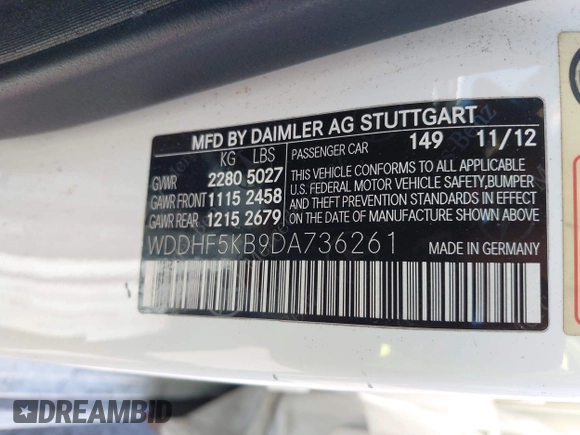 MFD BY DAIMLER AG STUTTGART
KG LBS PASSENGER CAR 149 11/12
GVWR 2280 5027
GAWR FRONT 1115 2458
GAWR REAR 1215 2679
THIS VEHICLE CONFORMS TO ALL APPLICABLE
U.S. FEDERAL MOTOR VEHICLE SAFETY,BUMPER
AND THEFT PREVENTION STANDARDS IN EFFECT
ON THE DATE OF MANUFACTURE SHOWN ABOVE.
WDDHF5KB9DA736261 MADE IN GERMANY
DREAMBID